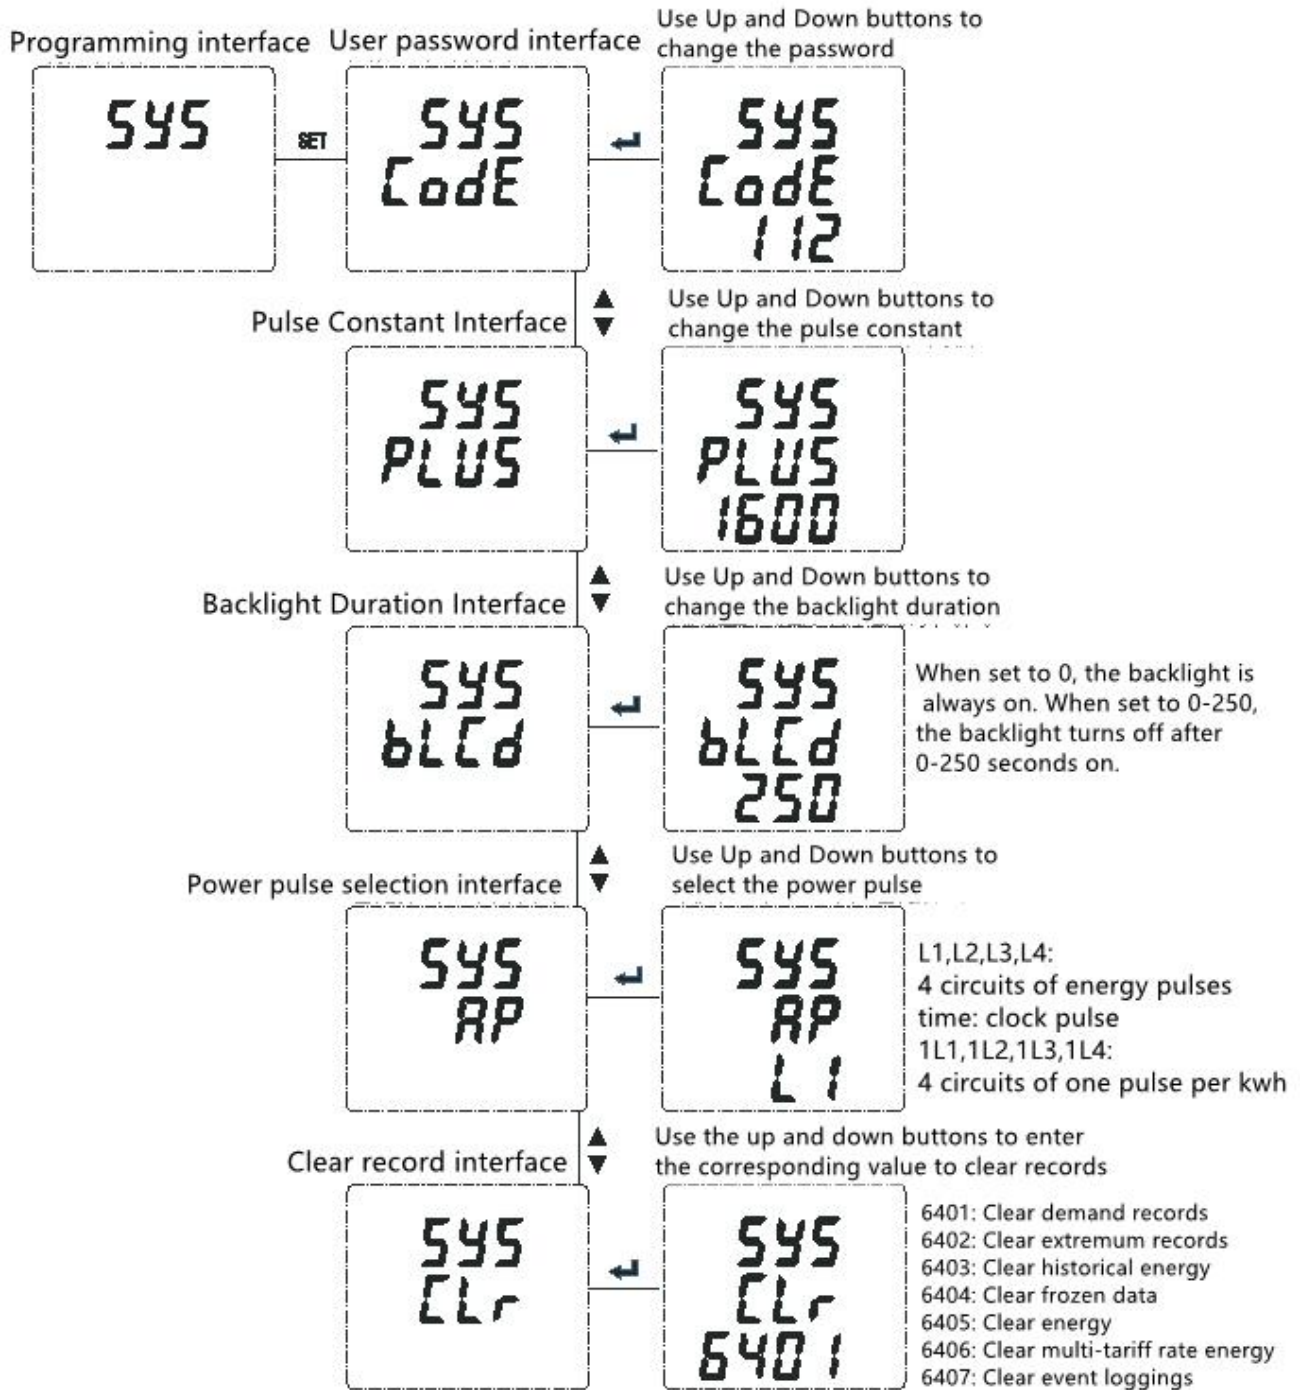 Programming interface
User password interface
Use Up and Down buttons to
change the password
SYS
SET
SYS
CodE
SYS
CodE
112
Pulse Constant Interface
Use Up and Down buttons to
change the pulse constant
SYS
PLUS
SYS
PLUS
1600
Backlight Duration Interface
Use Up and Down buttons to
change the backlight duration
SYS
bLCd
SYS
bLCd
250
When set to 0, the backlight is
always on. When set to 0-250,
the backlight turns off after
0-250 seconds on.
Power pulse selection interface
Use Up and Down buttons to
select the power pulse
SYS
AP
SYS
AP
L1
L1,L2,L3,L4:
4 circuits of energy pulses
time: clock pulse
1L1,1L2,1L3,1L4:
4 circuits of one pulse per kwh
Clear record interface
Use the up and down buttons to enter
the corresponding value to clear records
SYS
CLr
SYS
CLr
6401
6401: Clear demand records
6402: Clear extremum records
6403: Clear historical energy
6404: Clear frozen data
6405: Clear energy
6406: Clear multi-tariff rate energy
6407: Clear event loggings